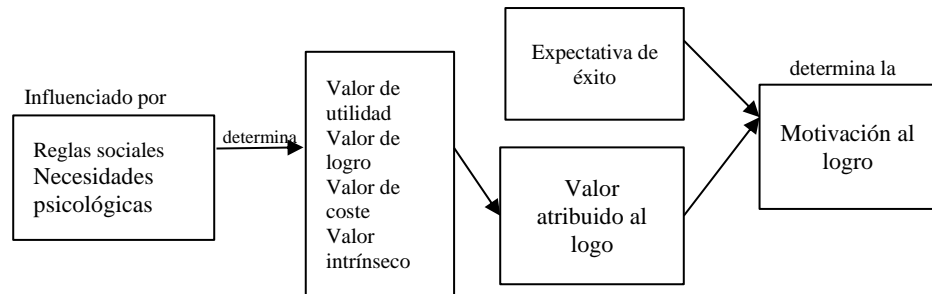 Influenciado por
Reglas sociales
Necesidades
psicológicas
determina
Valor de
utilidad
Valor de
logro
Valor de
coste
Valor
intrínseco
Expectativa de
éxito
Valor
atribuido al
logo
determina la
Motivación al
logro